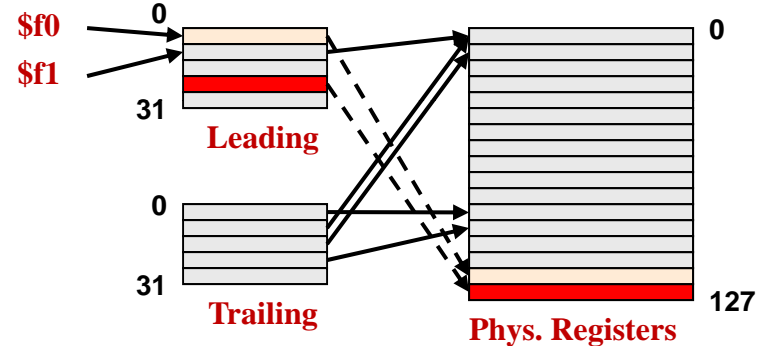 $f0
$f1
0
31
Leading
0
31
Trailing
0
127
Phys. Registers